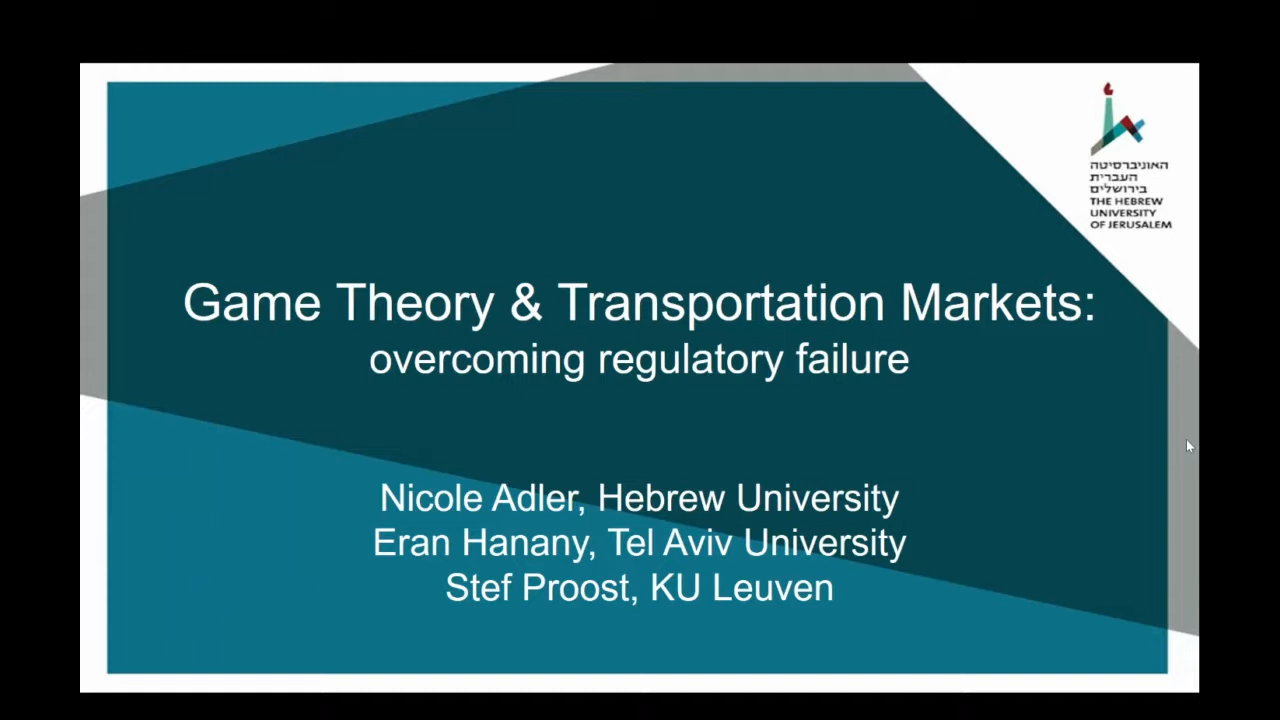 האוניברסיטה
העברית
בירושלים
THE HEBREW
UNIVERSITY
OF JERUSALEM
Game Theory & Transportation Markets:
overcoming regulatory failure
Nicole Adler, Hebrew University
Eran Hanany, Tel Aviv University
Stef Proost, KU Leuven